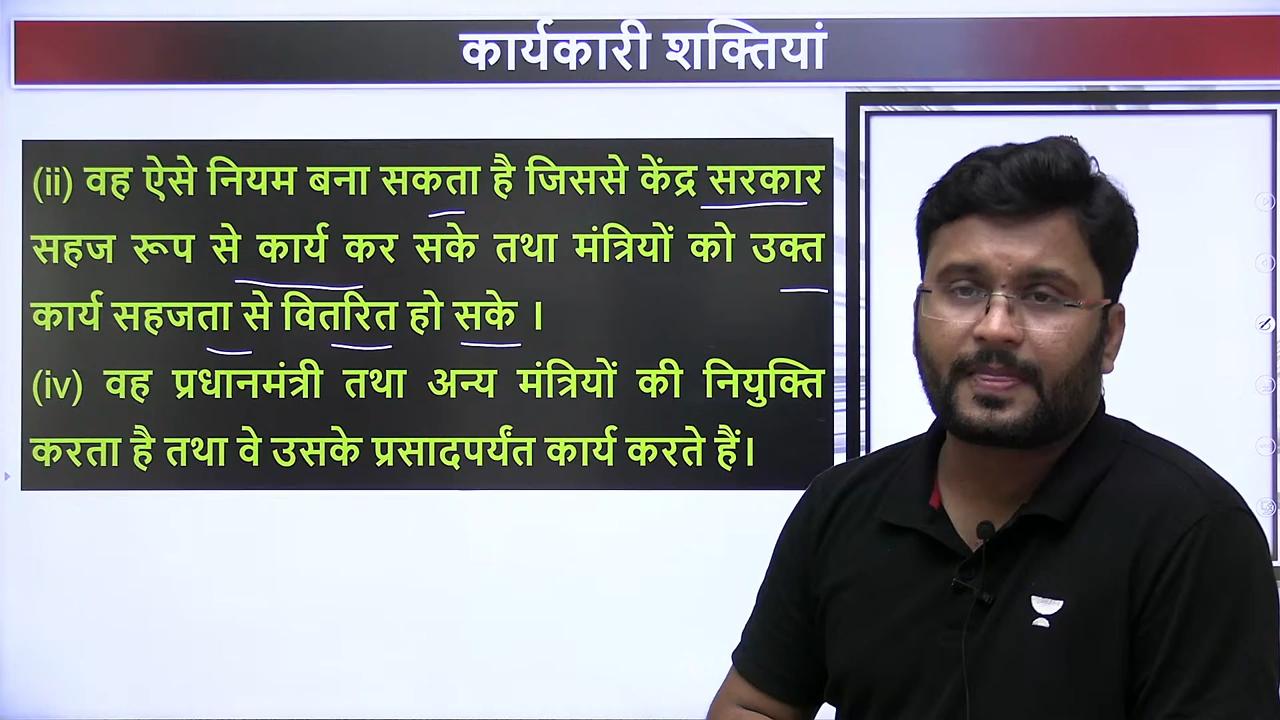 कार्यकारी शक्तियां
(ii) वह ऐसे नियम बना सकता है जिससे केंद्र सरकार
सहज रूप से कार्य कर सके तथा मंत्रियों को उक्त
कार्य सहजता से वितरित हो सके ।
(iv) वह प्रधानमंत्री तथा अन्य मंत्रियों की नियुक्ति
करता है तथा वे उसके प्रसादपर्यंत कार्य करते हैं।